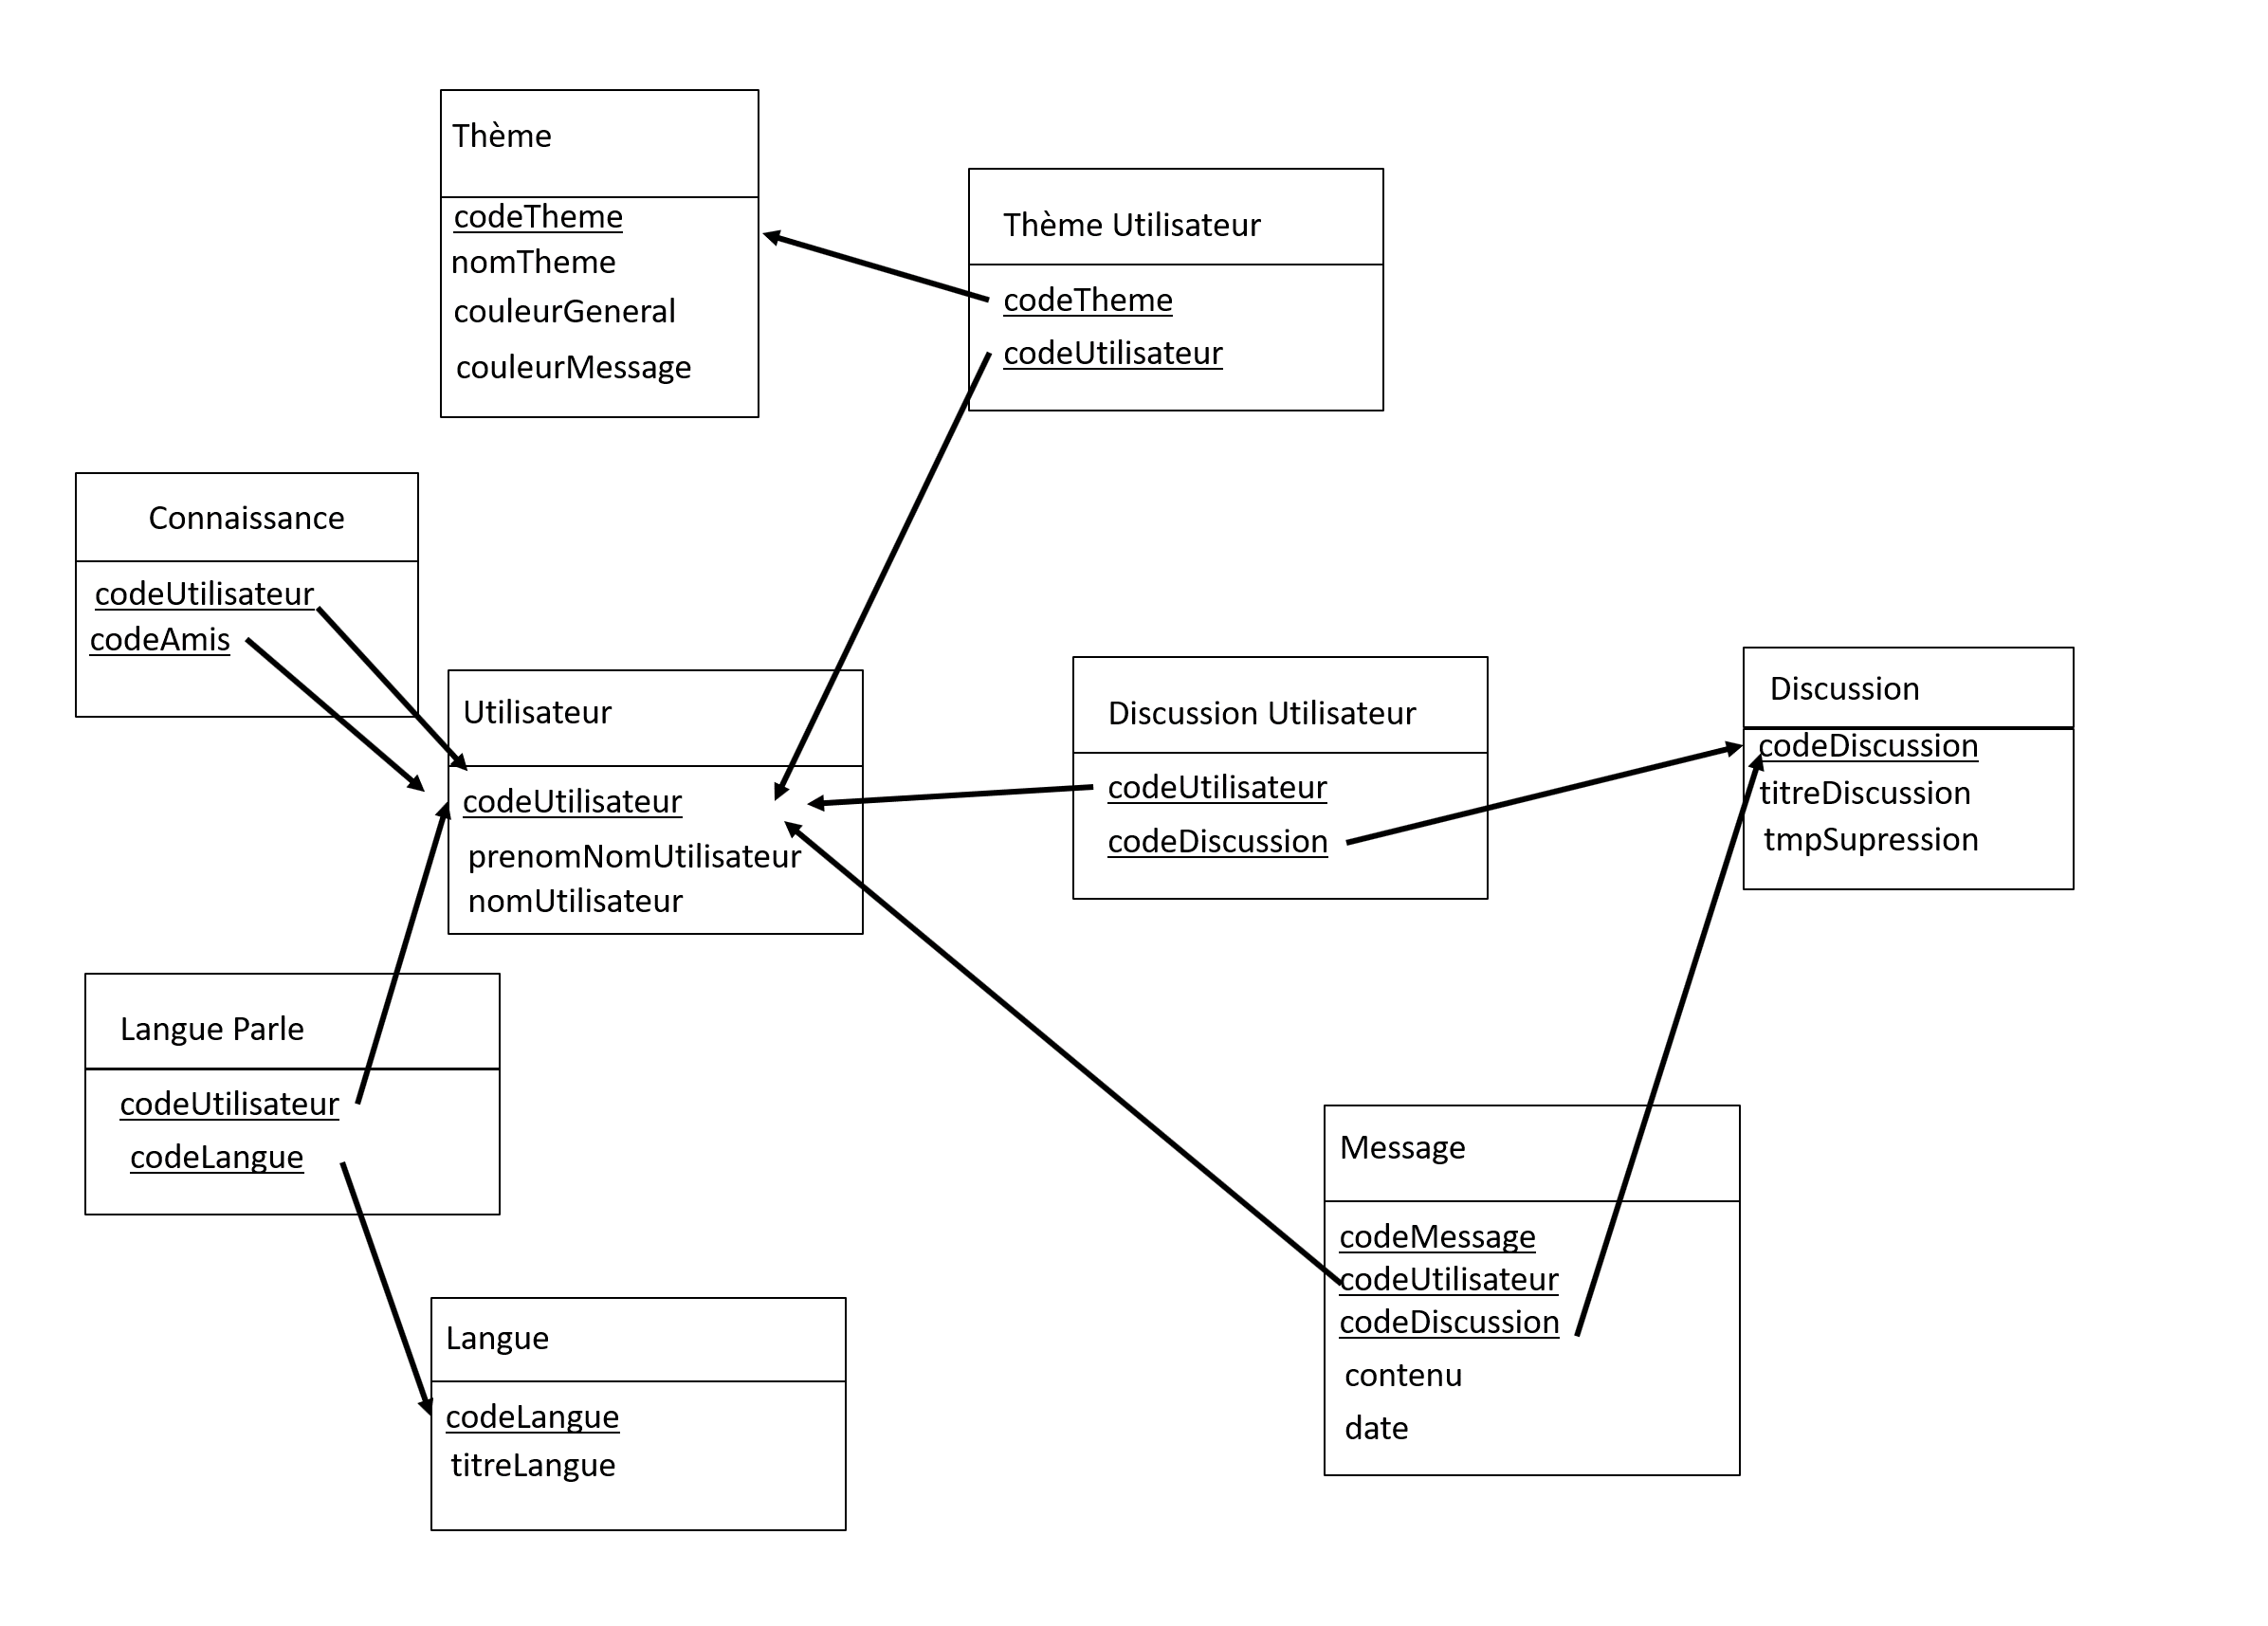 Thème
codeTheme
nomTheme
couleurGeneral
couleurMessage
Thème Utilisateur
codeTheme
codeUtilisateur
Connaissance
codeUtilisateur
codeAmis
Utilisateur
codeUtilisateur
prenomNomUtilisateur
nomUtilisateur
Discussion Utilisateur
codeUtilisateur
codeDiscussion
Discussion
codeDiscussion
titreDiscussion
tmpSupression
Langue Parle
codeUtilisateur
codeLangue
Message
codeMessage
codeUtilisateur
codeDiscussion
contenu
date
Langue
codeLangue
titreLangue